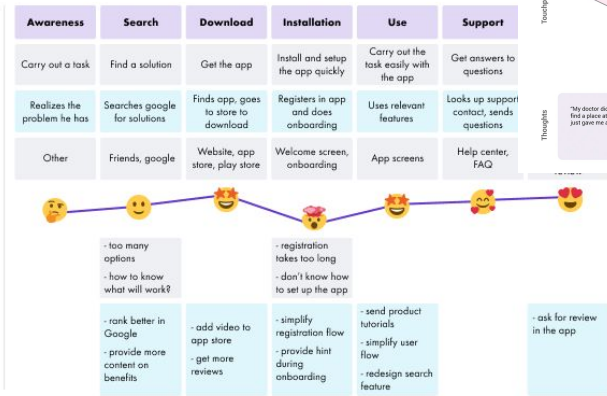 Awareness
Search
Download
Installation
Use
Support
Carry out a task
Find a solution
Get the app
Install and setup
the app quickly
Carry out the
task easily with
the app
Get answers to
questions
Realizes the
problem he has
Searches google
for solutions
Finds app, goes
to store to
download
Registers in app
and does
onboarding
Uses relevant
features
Looks up support
contact, sends
questions
Other
Friends, google
Website, app
store, play store
Welcome screen,
onboarding
App screens
Help center,
FAQ
- too many
options
- how to know
what will work?
- registration
takes too long
- don't know how
to set up the app
- rank better in
Google
- provide more
content on
benefits
- add video to
app store
- get more
reviews
- simplify
registration flow
- provide hint
during
onboarding
- send product
tutorials
- simplify user
flow
- redesign search
feature
- ask for review
in the app
Thoughts
"My doctor
find a place
just gave me